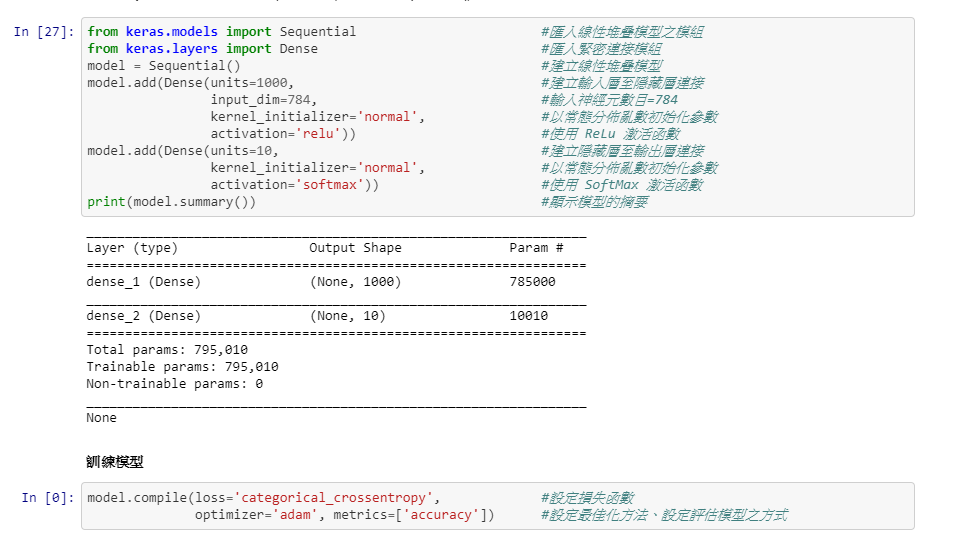 In [27]: from keras.models import Sequential #匯入線性堆疊模型之模組
from keras.layers import Dense #匯入緊密連接模組
model = Sequential() #建立線性堆疊模型
model.add(Dense(units=1000, #建立輸入層至隱藏層連接
input_dim=784, #輸入神經元數目=784
kernel_initializer='normal', #以常態分佈亂數初始化參數
activation='relu')) #使用 ReLu 激活函數
model.add(Dense(units=10, #建立隱藏層至輸出層連接
kernel_initializer='normal', #以常態分佈亂數初始化參數
activation='softmax')) #使用 SoftMax 激活函數
print(model.summary()) #顯示模型的摘要
_________________________________________________________________
Layer (type) Output Shape Param #
=================================================================
dense_1 (Dense) (None, 1000) 785000
_________________________________________________________________
dense_2 (Dense) (None, 10) 10010
=================================================================
Total params: 795,010
Trainable params: 795,010
Non-trainable params: 0
_________________________________________________________________
None
訓練模型
In [0]: model.compile(loss='categorical_crossentropy', #設定損失函數
optimizer='adam', metrics=['accuracy']) #設定最佳化方法、設定評估模型之方式